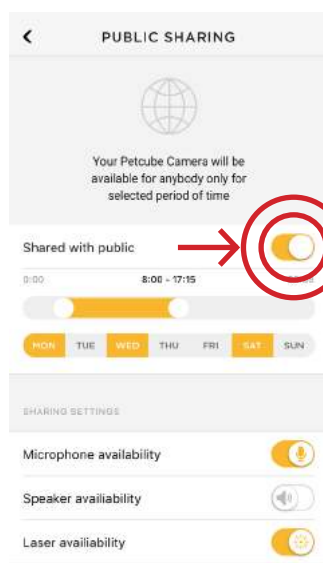 PUBLIC SHARING
Your Petcube Camera will be
available for anybody only for
selected period of time
Shared with public
0:00 8:00 - 17:15
MON TUE WED THU FRI SAT SUN
SHARING SETTINGS
Microphone availability
Speaker availiability
Laser availiability